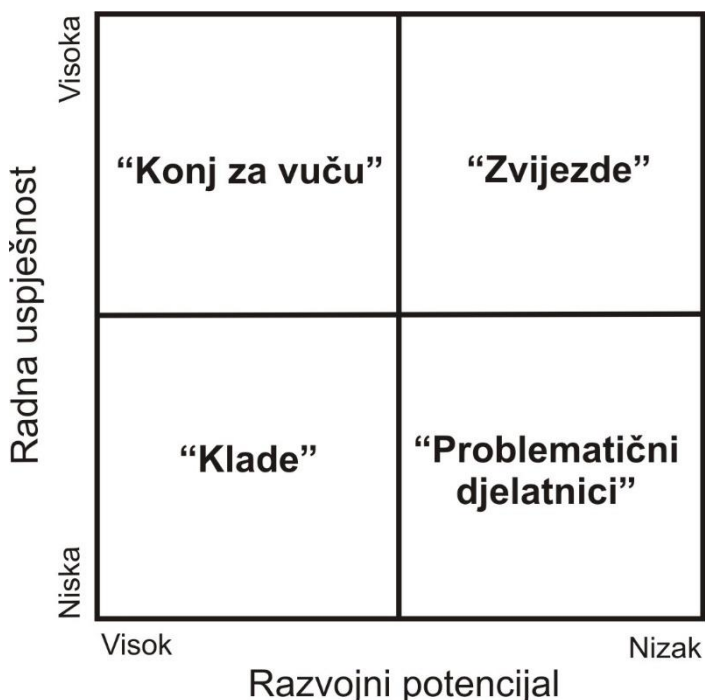 Visoka
Radna uspješnost
Niska
“Konj za vuču”
“Zvijezde”
“Klade”
“Problematični
djelatnici”
Visok
Nizak
Razvojni potencijal